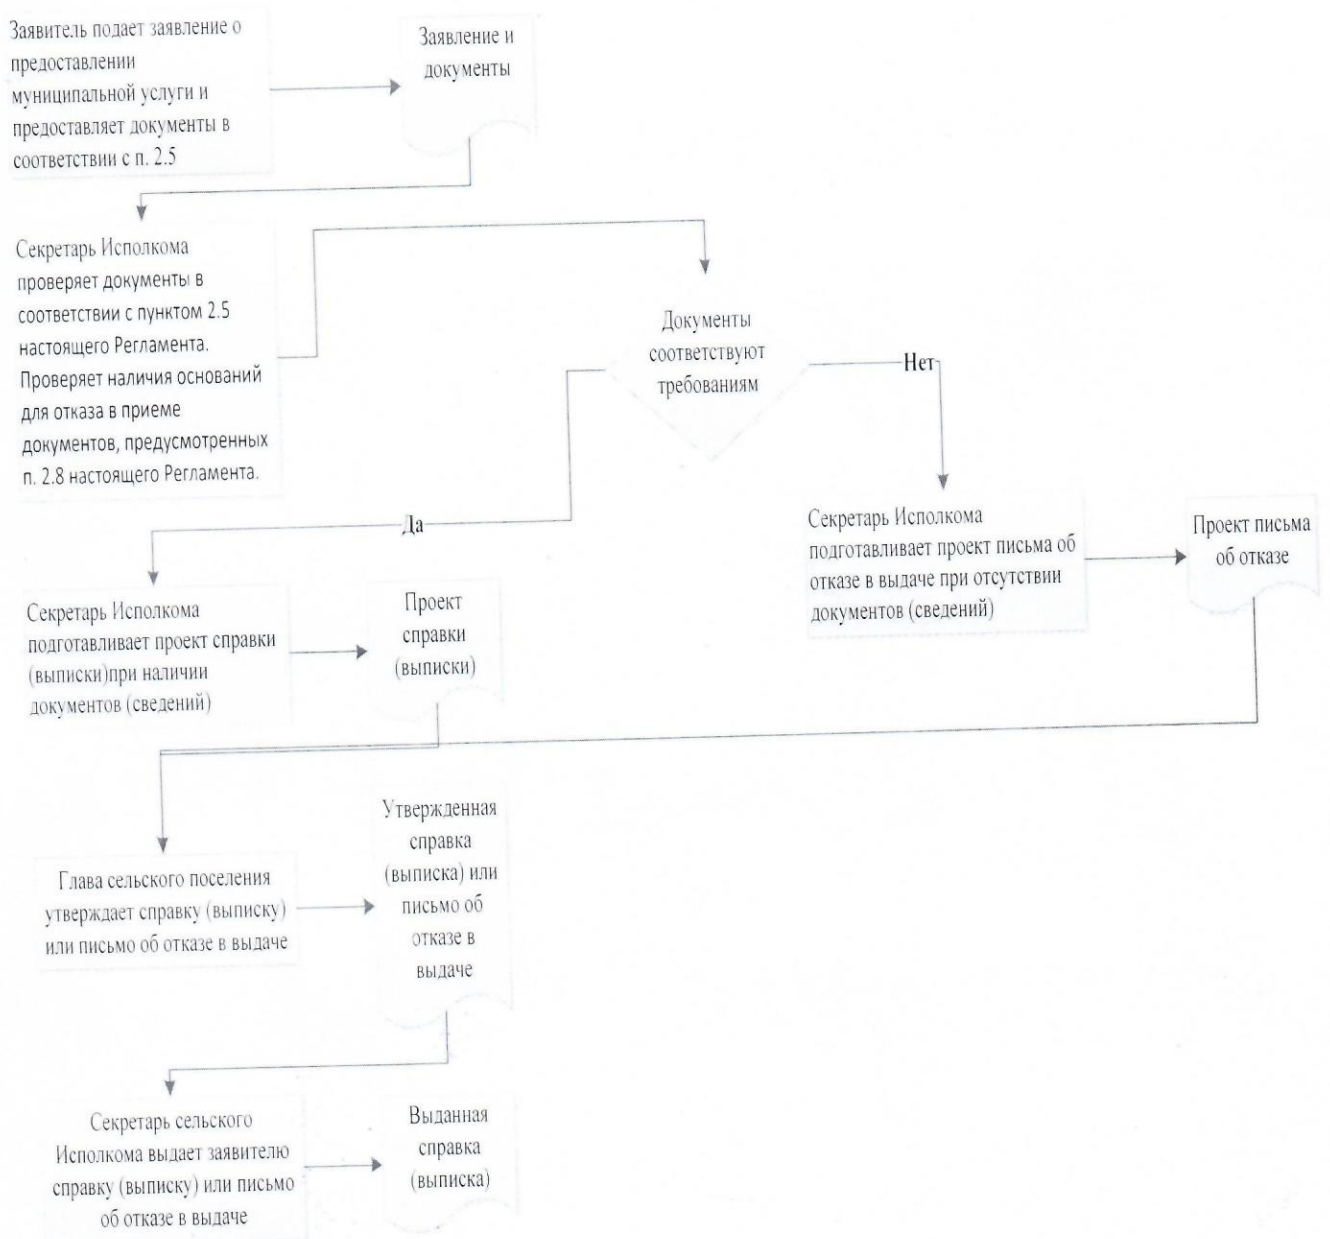 Заявитель подает заявление о
предоставлении
муниципальной услуги и
предоставляет документы в
соответствии с п. 2.5
Заявление и
документы
Секретарь Исполкома
проверяет документы в
соответствии с пунктом 2.5
настоящего Регламента.
Проверяет наличия оснований
для отказа в приеме
документов, предусмотренных
п. 2.8 настоящего Регламента.
Документы
соответствуют
требованиям
Нет
Да
Секретарь Исполкома
подготавливает проект письма об
отказе в выдаче при отсутствии
документов (сведений)
Проект письма
об отказе
Секретарь Исполкома
подготавливает проект справки
(выписки)при наличии
документов (сведений)
Проект
справки
(выписки)
Глава сельского поселения
утверждает справку (выписку)
или письмо об отказе в выдаче
Утвержденная
справка
(выписка) или
письмо об
отказе в
выдаче
Секретарь сельского
Исполкома выдает заявителю
справку (выписку) или письмо
об отказе в выдаче
Выданная
справка
(выписка)